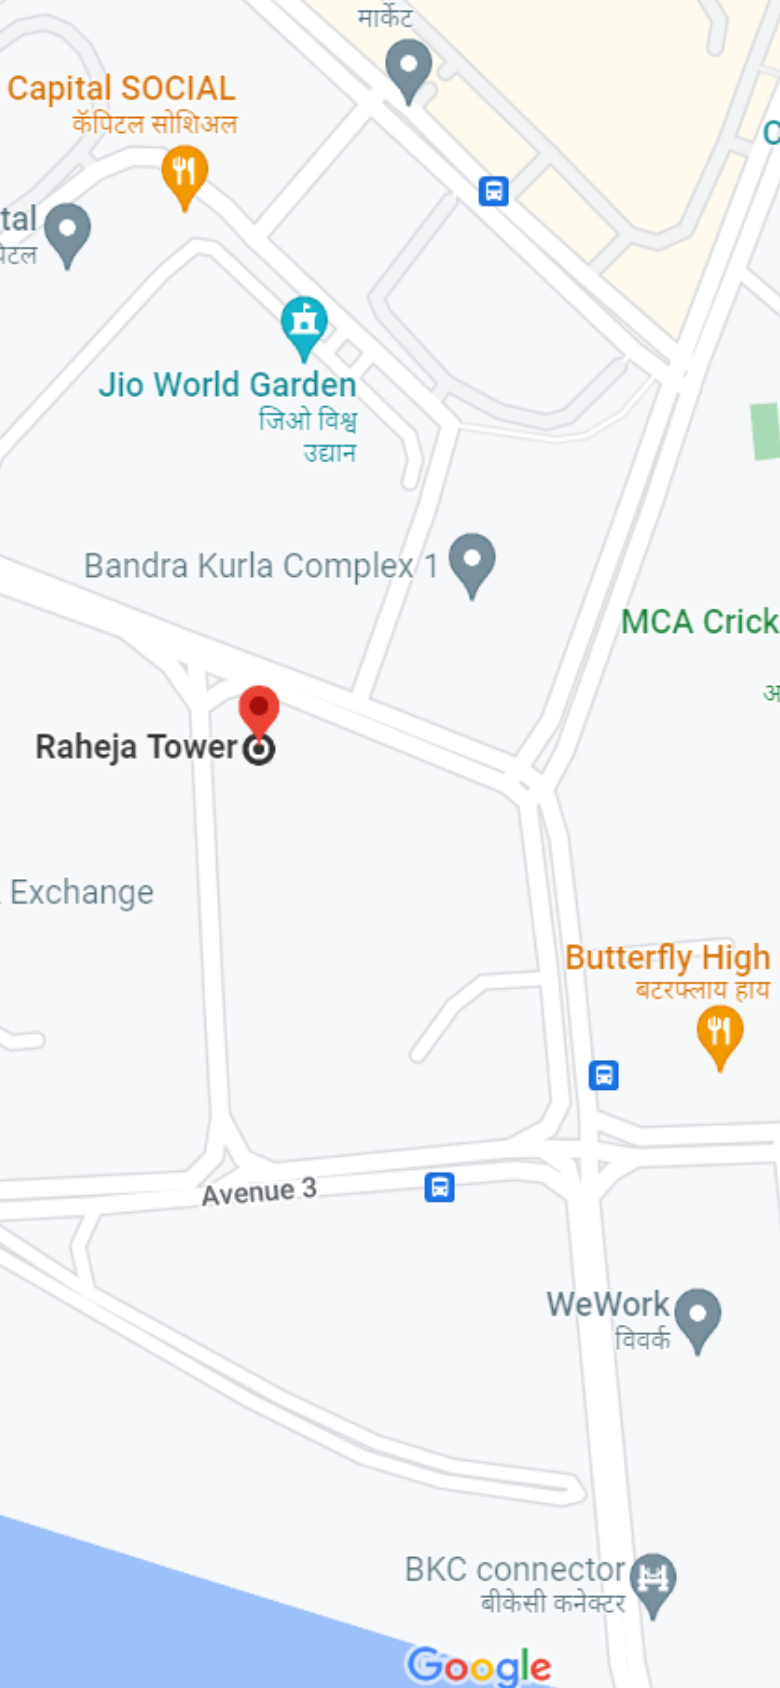 मार्केट
Capital SOCIAL
कॅपिटल सोशिअल
tal
Jio World Garden
जिओ विश्व
उद्यान
Bandra Kurla Complex 1
MCA Crick
Raheja Tower
Exchange
Butterfly High
बटरफ्लाय हाय
Avenue 3
WeWork
विवर्क
BKC connector
बीकेसी कनेक्टर
Google